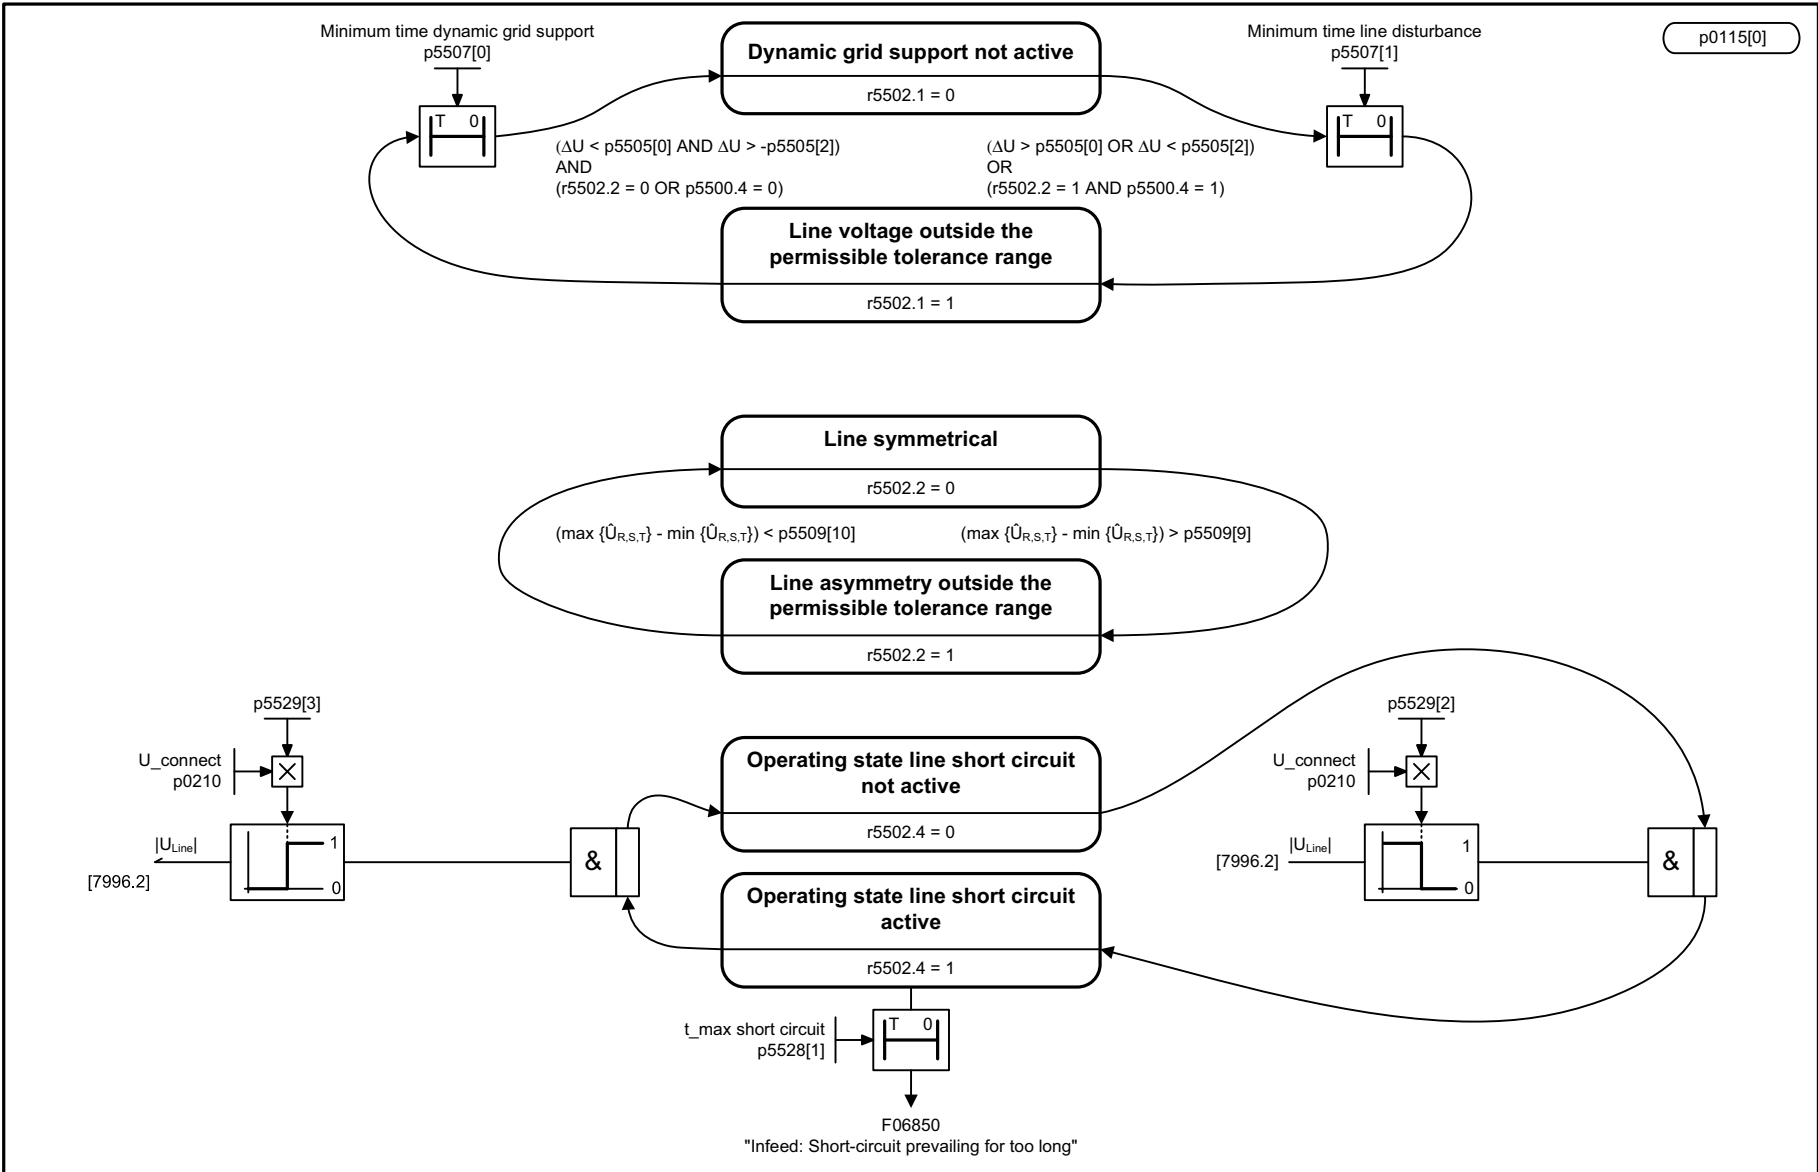 Minimum time dynamic grid support
p5507[0]
Dynamic grid support not active
r5502.1 = 0
Minimum time line disturbance
p5507[1]
p0115[0]
T 0
T 0
(ΔU < p5505[0] AND ΔU > -p5505[2])
AND
(r5502.2 = 0 OR p5500.4 = 0)
(ΔU > p5505[0] OR ΔU < p5505[2])
OR
(r5502.2 = 1 AND p5500.4 = 1)
Line voltage outside the
permissible tolerance range
r5502.1 = 1
Line symmetrical
r5502.2 = 0
(max {ÛR,S,T} - min {ÛR,S,T}) < p5509[10]
(max {ÛR,S,T} - min {ÛR,S,T}) > p5509[9]
Line asymmetry outside the
permissible tolerance range
r5502.2 = 1
p5529[3]
U_connect
p0210
|ULine|
[7996.2]
1
0
&
Operating state line short circuit
not active
r5502.4 = 0
Operating state line short circuit
active
r5502.4 = 1
p5529[2]
U_connect
p0210
|ULine|
[7996.2]
1
0
&
t_max short circuit
p5528[1]
T 0
F06850
"Infeed: Short-circuit prevailing for too long"